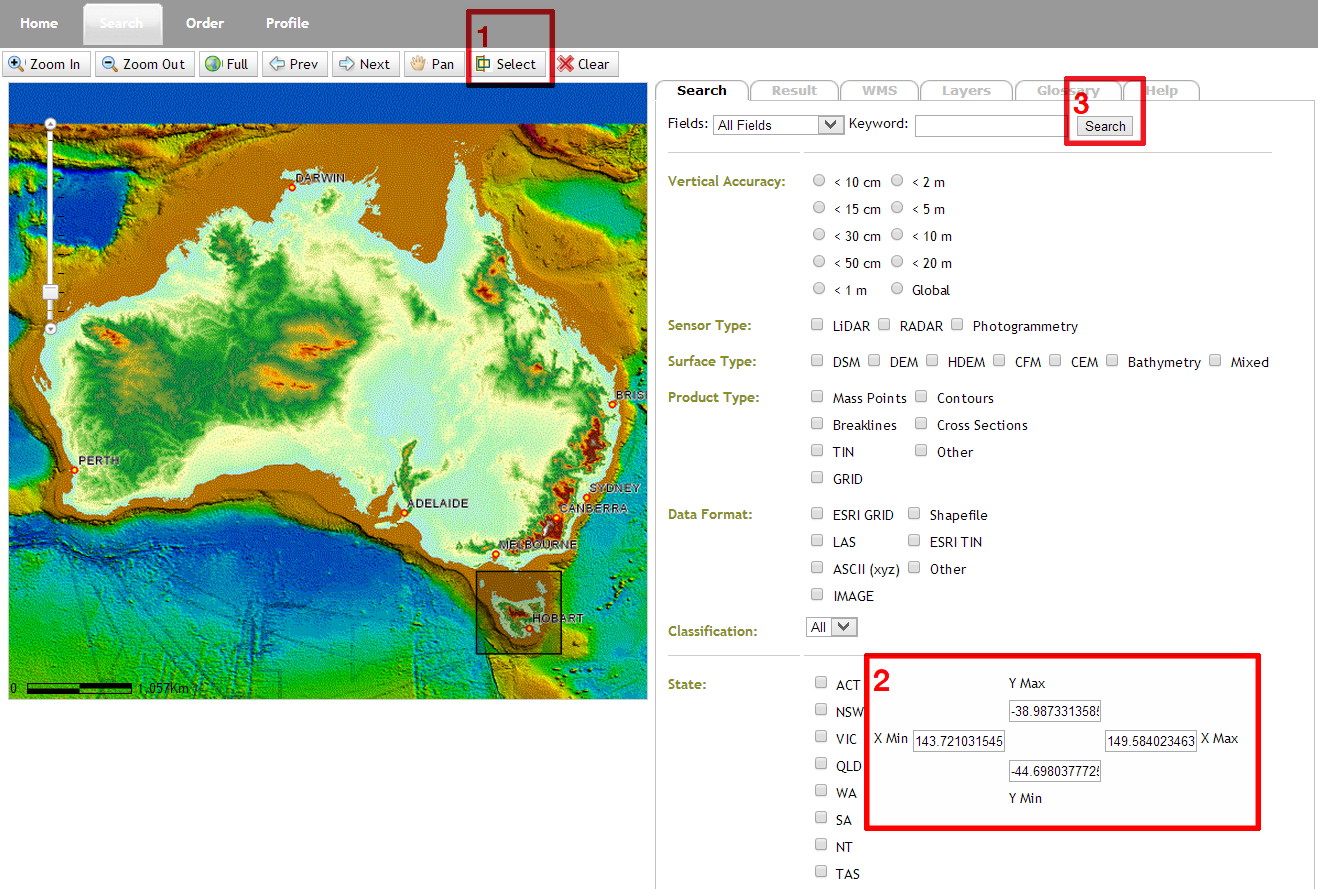 Home Search Order Profile
1
Zoom In Zoom Out Full Prev Next Pan Select Clear
Search Result WMS Layers Glossary Help
3
Fields: All Fields Keyword: Search
Vertical Accuracy: < 10 cm < 2 m
< 15 cm < 5 m
< 30 cm < 10 m
< 50 cm < 20 m
< 1 m Global
Sensor Type: LiDAR RADAR Photogrammetry
Surface Type: DSM DEM HDEM CFM CEM Bathymetry Mixed
Product Type: Mass Points Contours
Breaklines Cross Sections
TIN Other
GRID
Data Format: ESRI GRID Shapefile
LAS ESRI TIN
ASCII (xyz) Other
IMAGE
Classification: All
State: ACT
NSW
VIC
QLD
WA
SA
NT
TAS
2
Y Max
-38.987331358
X Min 143.721031545 149.584023463 X Max
-44.698037772
Y Min
DARWIN
BRIS
PERTH
SYDNEY
ADELAIDE
CANBERRA
MELBOURNE
HOBART
0 1,057Km